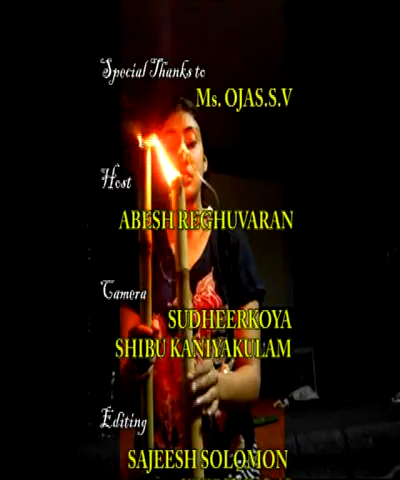 Special Thanks to
Ms. OJAS.S.V
Host
ABESH REGHUVARAN
Camera
SUDHEERKOYA
SHIBU KANIYAKULAM
Editing
SAJEESH SOLOMON